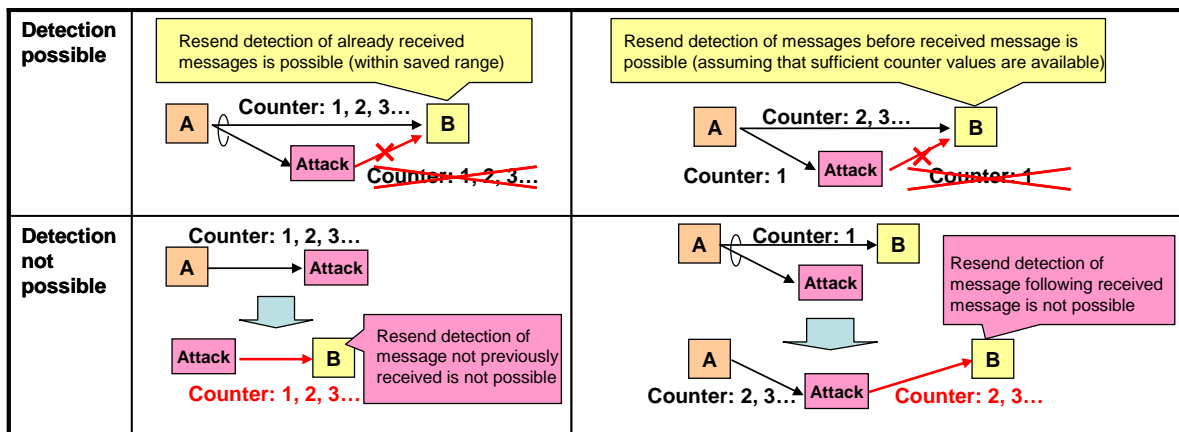 Detection
possible
Resend detection of already received
messages is possible (within saved range)
Counter: 1, 2, 3…
A
B
Attack
Counter: 1, 2, 3…
Resend detection of messages before received message is
possible (assuming that sufficient counter values are available)
Counter: 2, 3…
A
B
Attack
Counter: 1
Counter: 1
Detection
not
possible
Counter: 1, 2, 3…
A
Attack
Attack
B
Resend detection of
message not previously
received is not possible
Counter: 1, 2, 3…
A
Counter: 1
B
Attack
Resend detection of
message following received
message is not possible
A
B
Attack
Counter: 2, 3…
Counter: 2, 3…